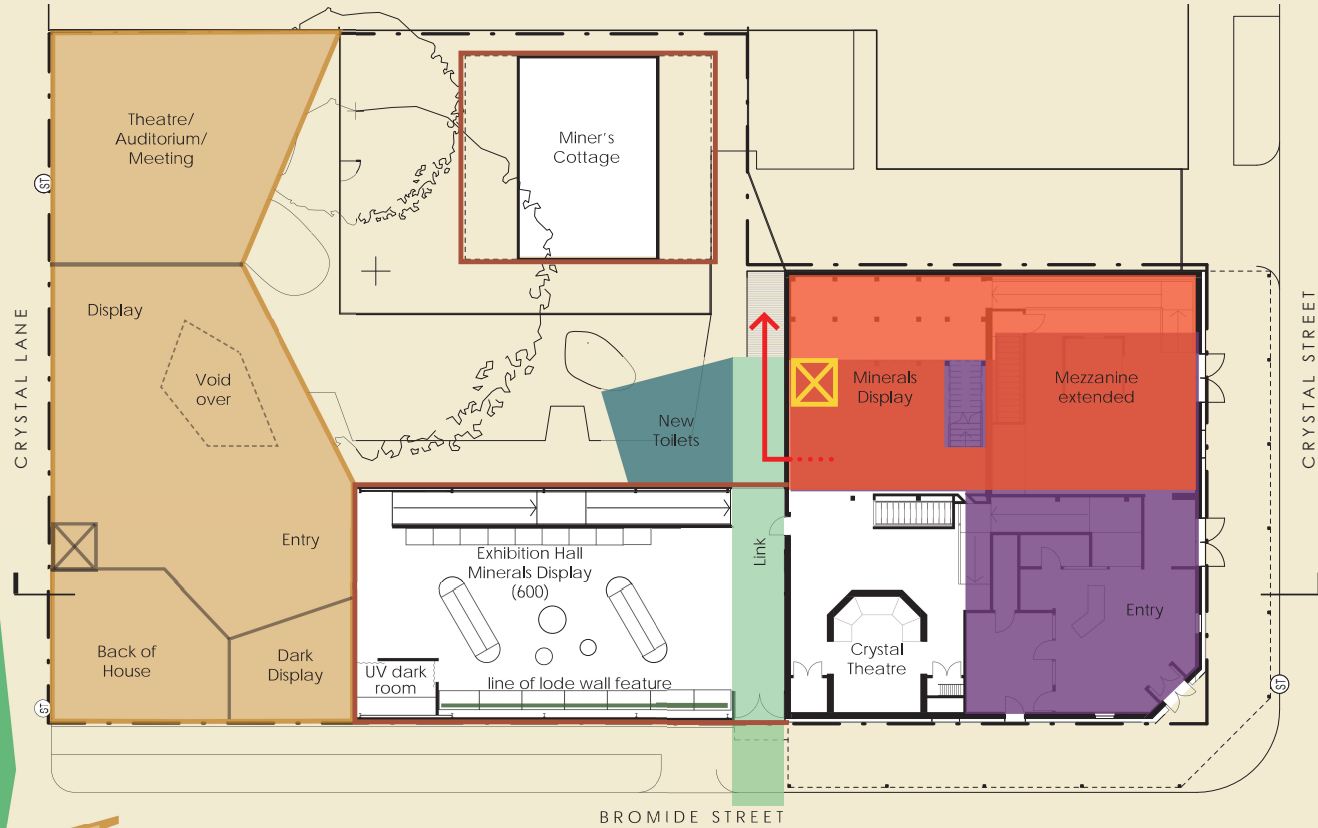 Theatre/
Auditorium/
Meeting
Miner's
Cottage
ST
Display
Void
over
CRYSTAL LANE
CRYSTAL STREET
Minerals
Display
Mezzanine
extended
New
Toilets
Entry
Exhibition Hall
Minerals Display
(600)
Link
Back of
House
Dark
Display
UV dark
room
line of lode wall feature
Crystal
Theatre
Entry
ST
ST
BROMIDE STREET